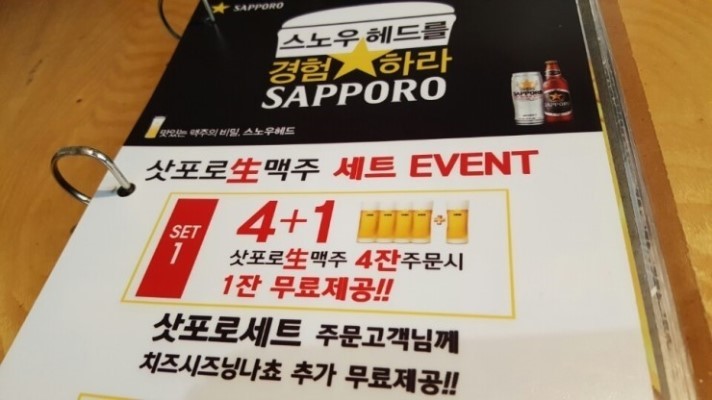 SAPPORO
스노우 헤드를
경험★하라
SAPPORO
맛있는 맥주의 비밀, 스노우헤드
삿포로生맥주 세트 EVENT
SET 1
4+1
삿포로生맥주 4잔주문시
1잔 무료제공!!
삿포로세트 주문고객님께
치즈시즈닝나쵸 추가 무료제공!!